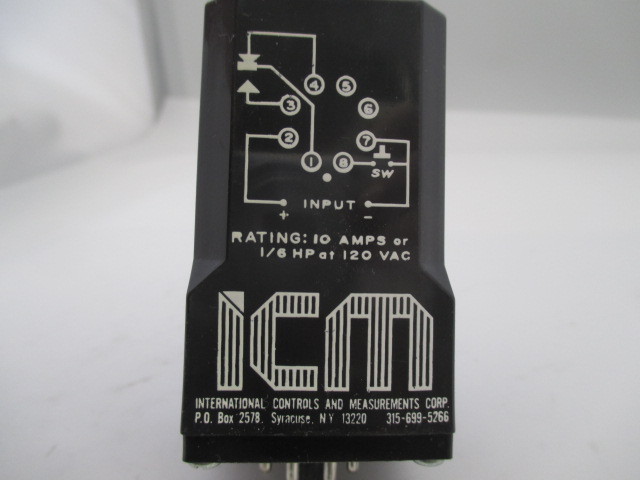 4 5
3 6
2 7
1 8
SW
INPUT
+ -
RATING: 10 AMPS or
1/6 HP at 120 VAC
ICM
INTERNATIONAL CONTROLS AND MEASUREMENTS CORP.
P.O. Box 2578, Syracuse, N.Y 13220 315-699-5266